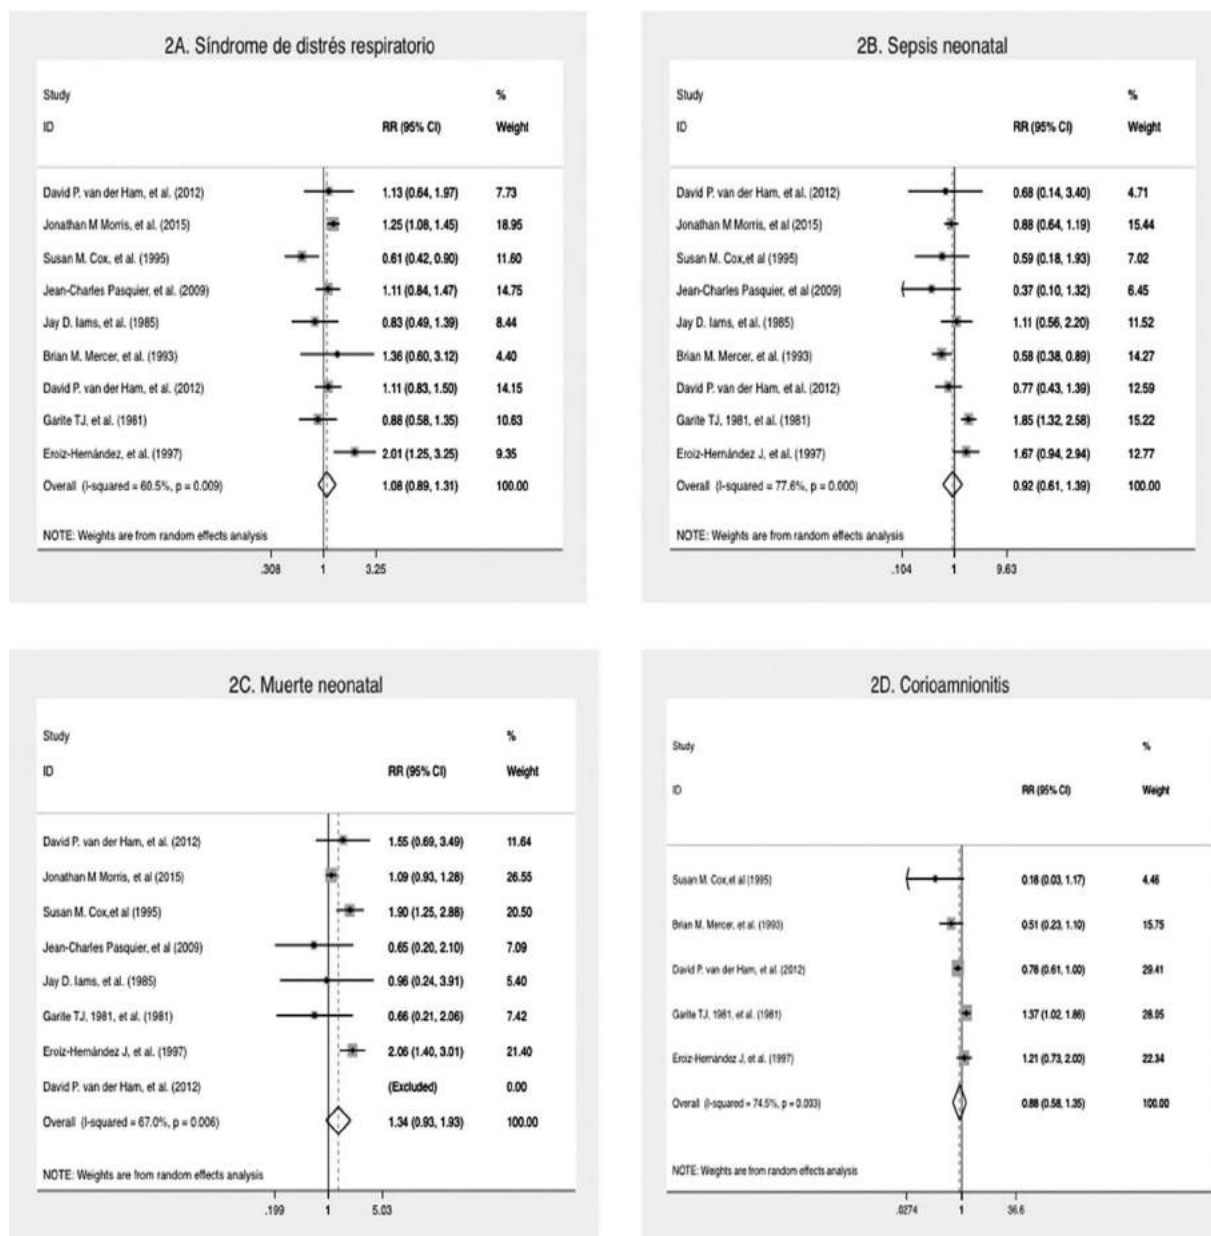 2A. Síndrome de distrés respiratorio
Study %
ID RR (95% CI) Weight
David P. van der Ham, et al. (2012) 1.13 (0.64, 1.97) 7.73
Jonathan M Morris, et al. (2015) 1.25 (1.08, 1.45) 18.95
Susan M. Cox, et al. (1995) 0.61 (0.42, 0.90) 11.60
Jean-Charles Pasquier, et al. (2009) 1.11 (0.84, 1.47) 14.75
Jay D. Iams, et al. (1985) 0.83 (0.49, 1.39) 8.44
Brian M. Mercer, et al. (1993) 1.36 (0.60, 3.12) 4.40
David P. van der Ham, et al. (2012) 1.11 (0.83, 1.50) 14.15
Garite TJ, et al. (1981) 0.88 (0.58, 1.35) 10.63
Eroiz-Hernández, et al. (1997) 2.01 (1.25, 3.25) 9.35
Overall (I-squared = 60.5%, p = 0.009) 1.08 (0.89, 1.31) 100.00
NOTE: Weights are from random effects analysis
.308 1 3.25
2B. Sepsis neonatal
Study %
ID RR (95% CI) Weight
David P. van der Ham, et al. (2012) 0.68 (0.14, 3.40) 4.71
Jonathan M Morris, et al (2015) 0.88 (0.64, 1.19) 15.44
Susan M. Cox,et al (1995) 0.59 (0.18, 1.93) 7.02
Jean-Charles Pasquier, et al (2009) 0.37 (0.10, 1.32) 6.45
Jay D. Iams, et al. (1985) 1.11 (0.56, 2.20) 11.52
Brian M. Mercer, et al. (1993) 0.58 (0.38, 0.89) 14.27
David P. van der Ham, et al. (2012) 0.77 (0.43, 1.39) 12.59
Garite TJ, 1981, et al. (1981) 1.85 (1.32, 2.58) 15.22
Eroiz-Hernández J, et al. (1997) 1.67 (0.94, 2.94) 12.77
Overall (I-squared = 77.6%, p = 0.000) 0.92 (0.61, 1.39) 100.00
NOTE: Weights are from random effects analysis
.104 1 9.63
2C. Muerte neonatal
Study %
ID RR (95% CI) Weight
David P. van der Ham, et al. (2012) 1.55 (0.69, 3.49) 11.64
Jonathan M Morris, et al (2015) 1.09 (0.93, 1.28) 26.55
Susan M. Cox,et al (1995) 1.90 (1.25, 2.88) 20.50
Jean-Charles Pasquier, et al (2009) 0.65 (0.20, 2.10) 7.09
Jay D. Iams, et al. (1985) 0.96 (0.24, 3.91) 5.40
Garite TJ, 1981, et al. (1981) 0.66 (0.21, 2.06) 7.42
Eroiz-Hernández J, et al. (1997) 2.06 (1.40, 3.01) 21.40
David P. van der Ham, et al. (2012) (Excluded) 0.00
Overall (I-squared = 67.0%, p = 0.006) 1.34 (0.93, 1.93) 100.00
NOTE: Weights are from random effects analysis
.199 1 5.03
2D. Corioamnionitis
Study %
ID RR (95% CI) Weight
Susan M. Cox,et al (1995) 0.18 (0.03, 1.17) 4.46
Brian M. Mercer, et al. (1993) 0.51 (0.23, 1.10) 15.75
David P. van der Ham, et al. (2012) 0.78 (0.61, 1.00) 29.41
Garite TJ, 1981, et al. (1981) 1.37 (1.02, 1.86) 28.05
Eroiz-Hernández J, et al. (1997) 1.21 (0.73, 2.00) 22.34
Overall (I-squared = 74.5%, p = 0.003) 0.88 (0.58, 1.35) 100.00
NOTE: Weights are from random effects analysis
.0274 1 36.6